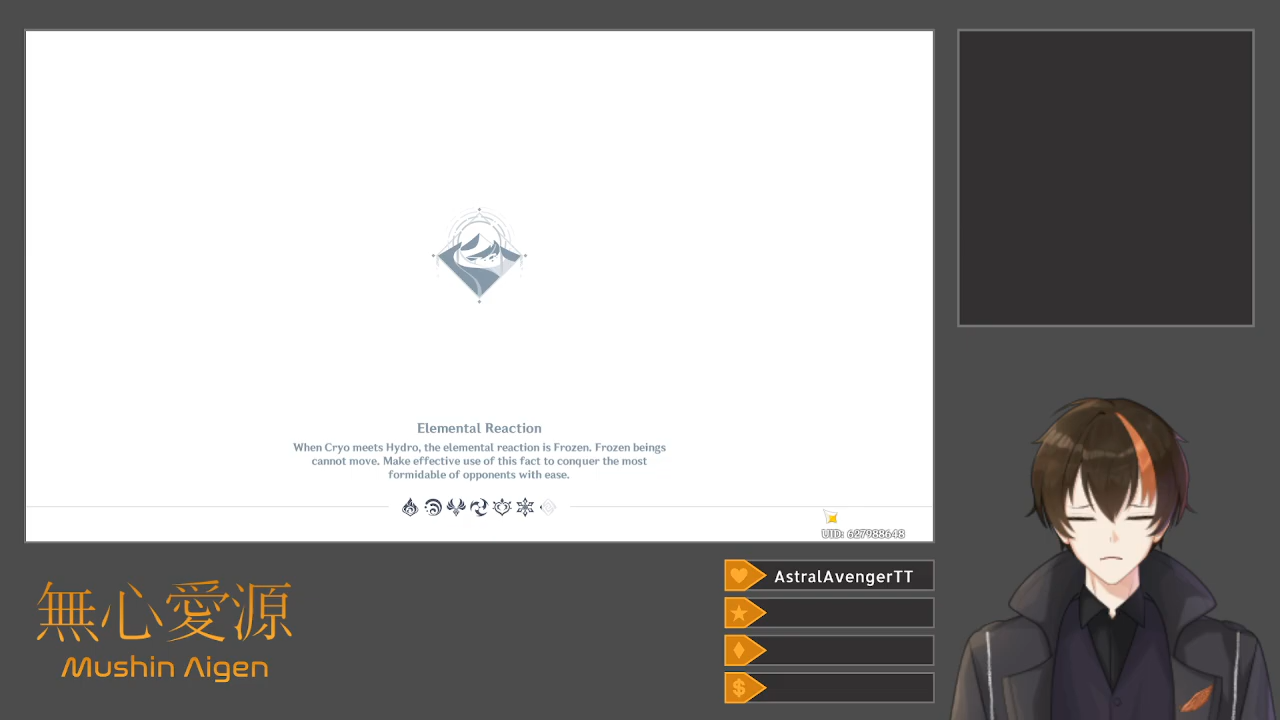 Elemental Reaction
When Cryo meets Hydro, the elemental reaction is Frozen. Frozen beings
cannot move. Make effective use of this fact to conquer the most
formidable of opponents with ease.
UID: 627988648
AstralAvengerTT
無心愛源
Mushin Aigen